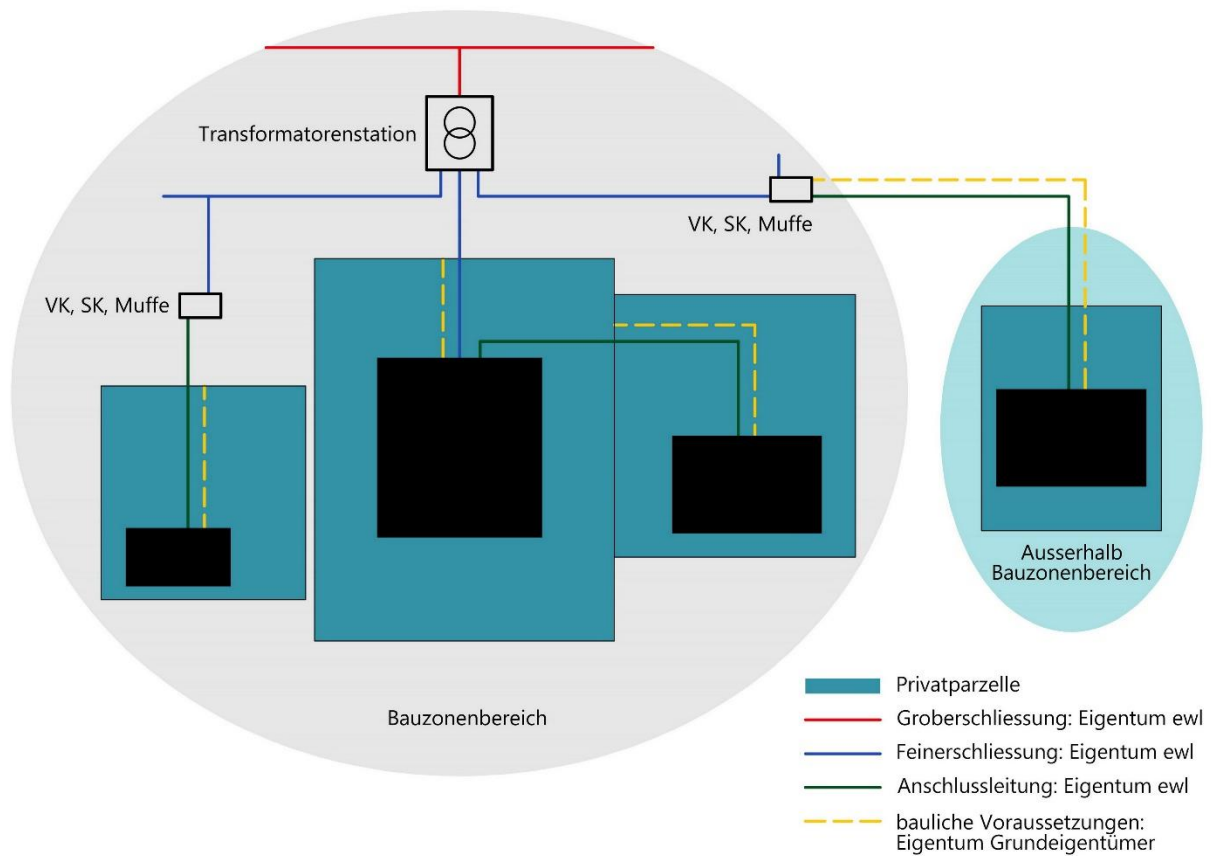 Transformatorenstation
VK, SK, Muffe
VK, SK, Muffe
Ausserhalb
Bauzonenbereich
Bauzonenbereich
Privatparzelle
Groberschliessung: Eigentum ewl
Feinerschliessung: Eigentum ewl
Anschlussleitung: Eigentum ewl
bauliche Voraussetzungen:
Eigentum Grundeigentümer